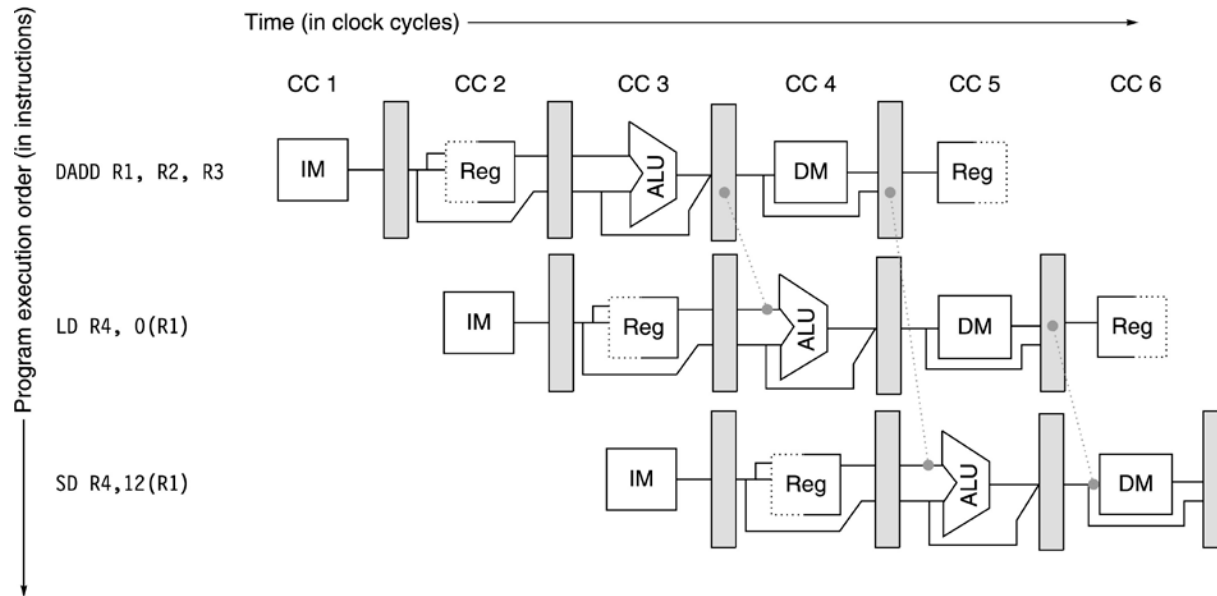 Time (in clock cycles)
Program execution order (in instructions)
CC 1 CC 2 CC 3 CC 4 CC 5 CC 6
DADD R1, R2, R3 IM Reg ALU DM Reg
LD R4, 0(R1) IM Reg ALU DM Reg
SD R4,12(R1) IM Reg ALU DM